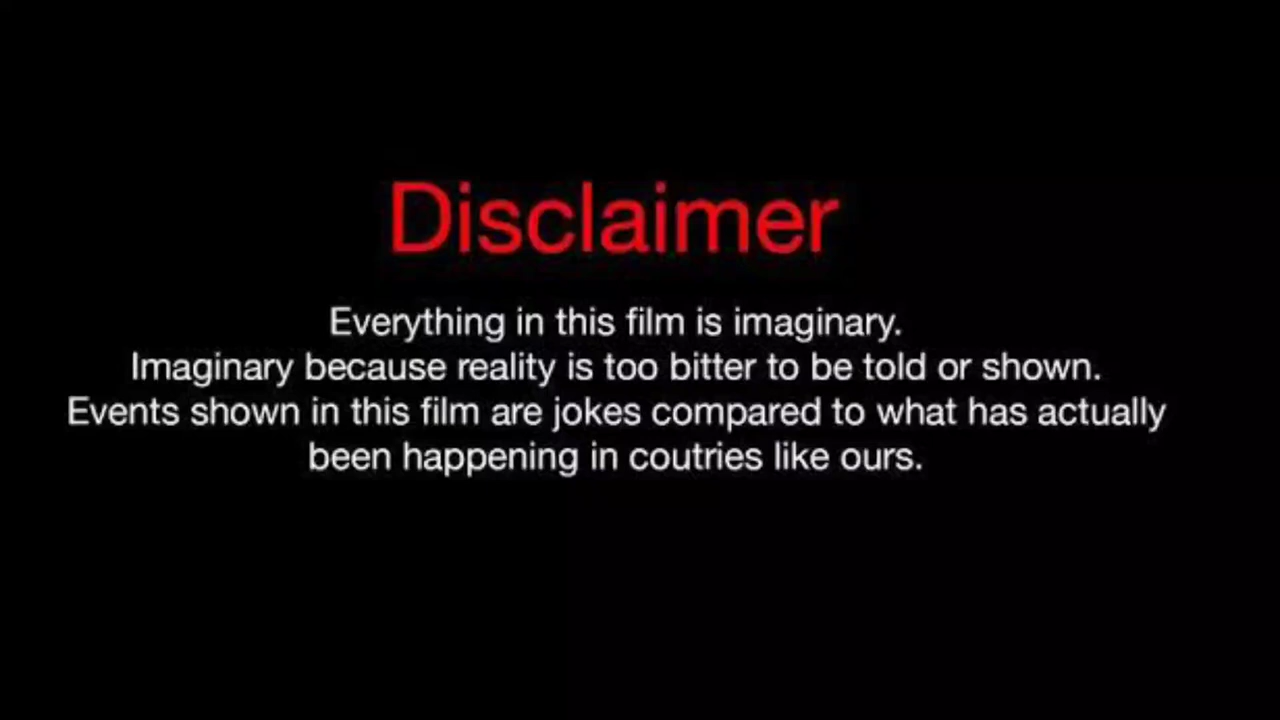 Disclaimer
Everything in this film is imaginary.
Imaginary because reality is too bitter to be told or shown.
Events shown in this film are jokes compared to what has actually
been happening in coutries like ours.